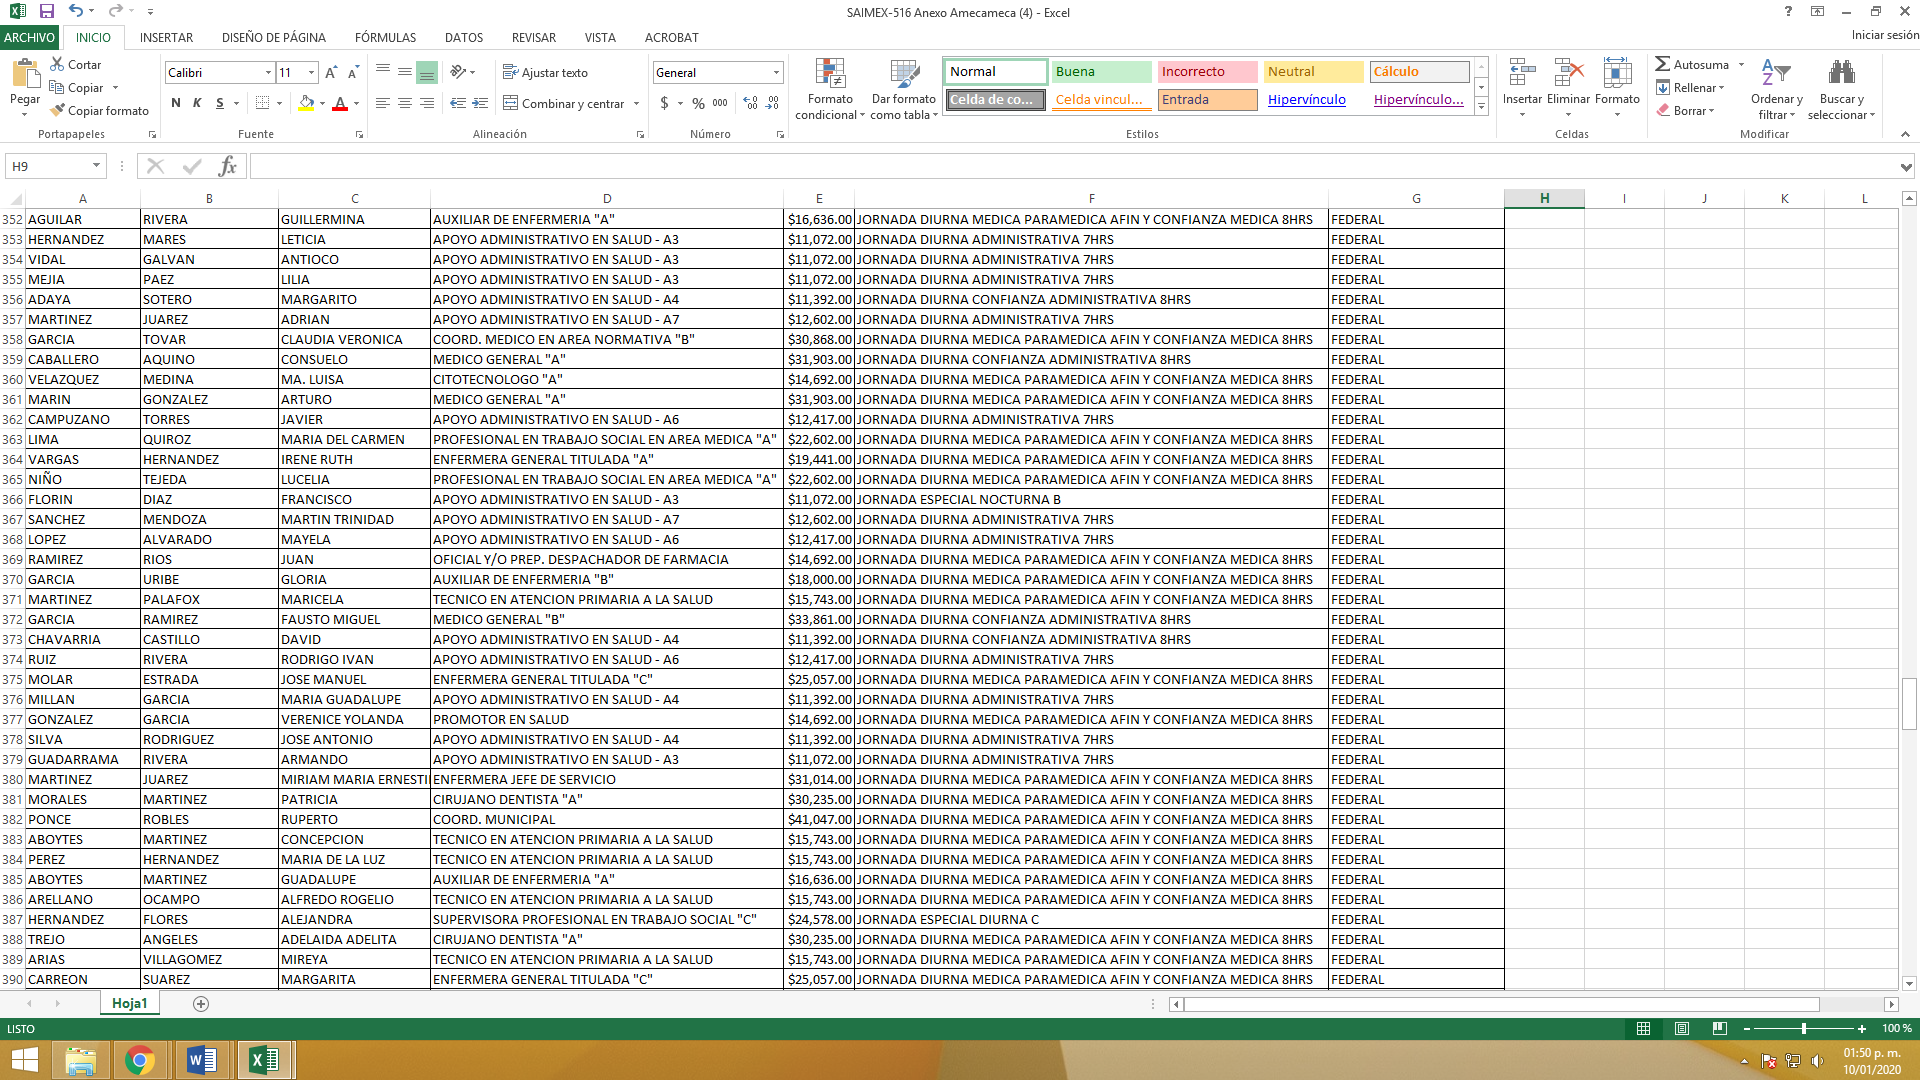 SAIMEX-516 Anexo Amecameca (4) - Excel
Iniciar sesión
ARCHIVO INICIO INSERTAR DISEÑO DE PÁGINA FÓRMULAS DATOS REVISAR VISTA ACROBAT
Pegar Cortar Copiar Copiar formato
Calibri 11 N K S
Ajustar texto Combinar y centrar
General $ % 000
Formato condicional Dar formato como tabla
Normal Buena Incorrecto Neutral Cálculo
Celda de co... Celda vincul... Entrada Hipervínculo Hipervínculo...
Insertar Eliminar Formato
Autosuma Rellenar Borrar
Ordenar y filtrar Buscar y seleccionar
Portapapeles Fuente Alineación Número Estilos Celdas Modificar
H9 fx
A B C D E F G H I J K L
352 AGUILAR RIVERA GUILLERMINA AUXILIAR DE ENFERMERIA "A" $16,636.00 JORNADA DIURNA MEDICA PARAMEDICA AFIN Y CONFIANZA MEDICA 8HRS FEDERAL
353 HERNANDEZ MARES LETICIA APOYO ADMINISTRATIVO EN SALUD - A3 $11,072.00 JORNADA DIURNA ADMINISTRATIVA 7HRS FEDERAL
354 VIDAL GALVAN ANTIOCO APOYO ADMINISTRATIVO EN SALUD - A3 $11,072.00 JORNADA DIURNA ADMINISTRATIVA 7HRS FEDERAL
355 MEJIA PAEZ LILIA APOYO ADMINISTRATIVO EN SALUD - A3 $11,072.00 JORNADA DIURNA ADMINISTRATIVA 7HRS FEDERAL
356 ADAYA SOTERO MARGARITO APOYO ADMINISTRATIVO EN SALUD - A4 $11,392.00 JORNADA DIURNA CONFIANZA ADMINISTRATIVA 8HRS FEDERAL
357 MARTINEZ JUAREZ ADRIAN APOYO ADMINISTRATIVO EN SALUD - A7 $12,602.00 JORNADA DIURNA ADMINISTRATIVA 7HRS FEDERAL
358 GARCIA TOVAR CLAUDIA VERONICA COORD. MEDICO EN AREA NORMATIVA "B" $30,868.00 JORNADA DIURNA MEDICA PARAMEDICA AFIN Y CONFIANZA MEDICA 8HRS FEDERAL
359 CABALLERO AQUINO CONSUELO MEDICO GENERAL "A" $31,903.00 JORNADA DIURNA CONFIANZA ADMINISTRATIVA 8HRS FEDERAL
360 VELAZQUEZ MEDINA MA. LUISA CITOTECNOLOGO "A" $14,692.00 JORNADA DIURNA MEDICA PARAMEDICA AFIN Y CONFIANZA MEDICA 8HRS FEDERAL
361 MARIN GONZALEZ ARTURO MEDICO GENERAL "A" $31,903.00 JORNADA DIURNA MEDICA PARAMEDICA AFIN Y CONFIANZA MEDICA 8HRS FEDERAL
362 CAMPUZANO TORRES JAVIER APOYO ADMINISTRATIVO EN SALUD - A6 $12,417.00 JORNADA DIURNA ADMINISTRATIVA 7HRS FEDERAL
363 LIMA QUIROZ MARIA DEL CARMEN PROFESIONAL EN TRABAJO SOCIAL EN AREA MEDICA "A" $22,602.00 JORNADA DIURNA MEDICA PARAMEDICA AFIN Y CONFIANZA MEDICA 8HRS FEDERAL
364 VARGAS HERNANDEZ IRENE RUTH ENFERMERA GENERAL TITULADA "A" $19,441.00 JORNADA DIURNA MEDICA PARAMEDICA AFIN Y CONFIANZA MEDICA 8HRS FEDERAL
365 NIÑO TEJEDA LUCELIA PROFESIONAL EN TRABAJO SOCIAL EN AREA MEDICA "A" $22,602.00 JORNADA DIURNA MEDICA PARAMEDICA AFIN Y CONFIANZA MEDICA 8HRS FEDERAL
366 FLORIN DIAZ FRANCISCO APOYO ADMINISTRATIVO EN SALUD - A3 $11,072.00 JORNADA ESPECIAL NOCTURNA B FEDERAL
367 SANCHEZ MENDOZA MARTIN TRINIDAD APOYO ADMINISTRATIVO EN SALUD - A7 $12,602.00 JORNADA DIURNA ADMINISTRATIVA 7HRS FEDERAL
368 LOPEZ ALVARADO MAYELA APOYO ADMINISTRATIVO EN SALUD - A6 $12,417.00 JORNADA DIURNA ADMINISTRATIVA 7HRS FEDERAL
369 RAMIREZ RIOS JUAN OFICIAL Y/O PREP. DESPACHADOR DE FARMACIA $14,692.00 JORNADA DIURNA MEDICA PARAMEDICA AFIN Y CONFIANZA MEDICA 8HRS FEDERAL
370 GARCIA URIBE GLORIA AUXILIAR DE ENFERMERIA "B" $18,000.00 JORNADA DIURNA MEDICA PARAMEDICA AFIN Y CONFIANZA MEDICA 8HRS FEDERAL
371 MARTINEZ PALAFOX MARICELA TECNICO EN ATENCION PRIMARIA A LA SALUD $15,743.00 JORNADA DIURNA MEDICA PARAMEDICA AFIN Y CONFIANZA MEDICA 8HRS FEDERAL
372 GARCIA RAMIREZ FAUSTO MIGUEL MEDICO GENERAL "B" $33,861.00 JORNADA DIURNA CONFIANZA ADMINISTRATIVA 8HRS FEDERAL
373 CHAVARRIA CASTILLO DAVID APOYO ADMINISTRATIVO EN SALUD - A4 $11,392.00 JORNADA DIURNA CONFIANZA ADMINISTRATIVA 8HRS FEDERAL
374 RUIZ RIVERA RODRIGO IVAN APOYO ADMINISTRATIVO EN SALUD - A6 $12,417.00 JORNADA DIURNA ADMINISTRATIVA 7HRS FEDERAL
375 MOLAR ESTRADA JOSE MANUEL ENFERMERA GENERAL TITULADA "C" $25,057.00 JORNADA DIURNA MEDICA PARAMEDICA AFIN Y CONFIANZA MEDICA 8HRS FEDERAL
376 MILLAN GARCIA MARIA GUADALUPE APOYO ADMINISTRATIVO EN SALUD - A4 $11,392.00 JORNADA DIURNA ADMINISTRATIVA 7HRS FEDERAL
377 GONZALEZ GARCIA VERENICE YOLANDA PROMOTOR EN SALUD $14,692.00 JORNADA DIURNA MEDICA PARAMEDICA AFIN Y CONFIANZA MEDICA 8HRS FEDERAL
378 SILVA RODRIGUEZ JOSE ANTONIO APOYO ADMINISTRATIVO EN SALUD - A4 $11,392.00 JORNADA DIURNA ADMINISTRATIVA 7HRS FEDERAL
379 GUADARRAMA RIVERA ARMANDO APOYO ADMINISTRATIVO EN SALUD - A3 $11,072.00 JORNADA DIURNA ADMINISTRATIVA 7HRS FEDERAL
380 MARTINEZ JUAREZ MIRIAM MARIA ERNESTI ENFERMERA JEFE DE SERVICIO $31,014.00 JORNADA DIURNA MEDICA PARAMEDICA AFIN Y CONFIANZA MEDICA 8HRS FEDERAL
381 MORALES MARTINEZ PATRICIA CIRUJANO DENTISTA "A" $30,235.00 JORNADA DIURNA MEDICA PARAMEDICA AFIN Y CONFIANZA MEDICA 8HRS FEDERAL
382 PONCE ROBLES RUPERTO COORD. MUNICIPAL $41,047.00 JORNADA DIURNA MEDICA PARAMEDICA AFIN Y CONFIANZA MEDICA 8HRS FEDERAL
383 ABOYTES MARTINEZ CONCEPCION TECNICO EN ATENCION PRIMARIA A LA SALUD $15,743.00 JORNADA DIURNA MEDICA PARAMEDICA AFIN Y CONFIANZA MEDICA 8HRS FEDERAL
384 PEREZ HERNANDEZ MARIA DE LA LUZ TECNICO EN ATENCION PRIMARIA A LA SALUD $15,743.00 JORNADA DIURNA MEDICA PARAMEDICA AFIN Y CONFIANZA MEDICA 8HRS FEDERAL
385 ABOYTES MARTINEZ GUADALUPE AUXILIAR DE ENFERMERIA "A" $16,636.00 JORNADA DIURNA MEDICA PARAMEDICA AFIN Y CONFIANZA MEDICA 8HRS FEDERAL
386 ARELLANO OCAMPO ALFREDO ROGELIO TECNICO EN ATENCION PRIMARIA A LA SALUD $15,743.00 JORNADA DIURNA MEDICA PARAMEDICA AFIN Y CONFIANZA MEDICA 8HRS FEDERAL
387 HERNANDEZ FLORES ALEJANDRA SUPERVISORA PROFESIONAL EN TRABAJO SOCIAL "C" $24,578.00 JORNADA ESPECIAL DIURNA C FEDERAL
388 TREJO ANGELES ADELAIDA ADELITA CIRUJANO DENTISTA "A" $30,235.00 JORNADA DIURNA MEDICA PARAMEDICA AFIN Y CONFIANZA MEDICA 8HRS FEDERAL
389 ARIAS VILLAGOMEZ MIREYA TECNICO EN ATENCION PRIMARIA A LA SALUD $15,743.00 JORNADA DIURNA MEDICA PARAMEDICA AFIN Y CONFIANZA MEDICA 8HRS FEDERAL
390 CARREON SUAREZ MARGARITA ENFERMERA GENERAL TITULADA "C" $25,057.00 JORNADA DIURNA MEDICA PARAMEDICA AFIN Y CONFIANZA MEDICA 8HRS FEDERAL
Hoja1
LISTO 100 %
01:50 p. m.
10/01/2020